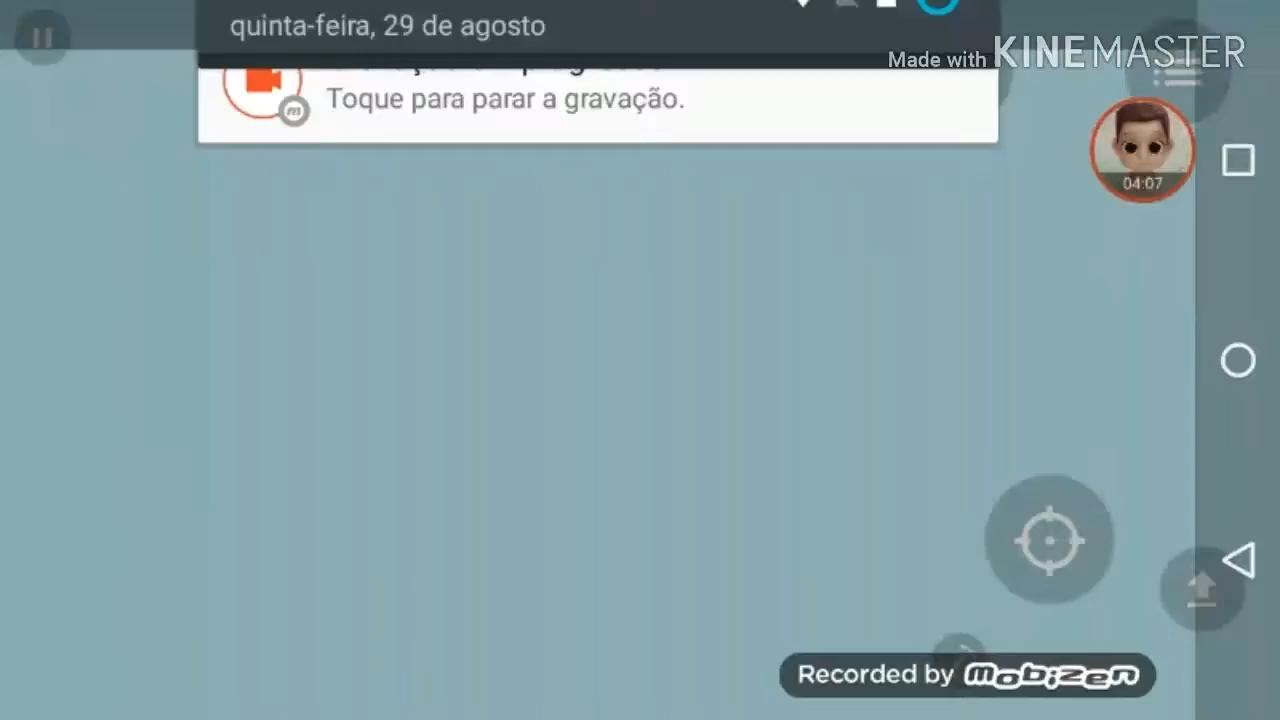 quinta-feira, 29 de agosto
Made with KINEMASTER
Toque para parar a gravação.
m
04:07
Recorded by mobizen